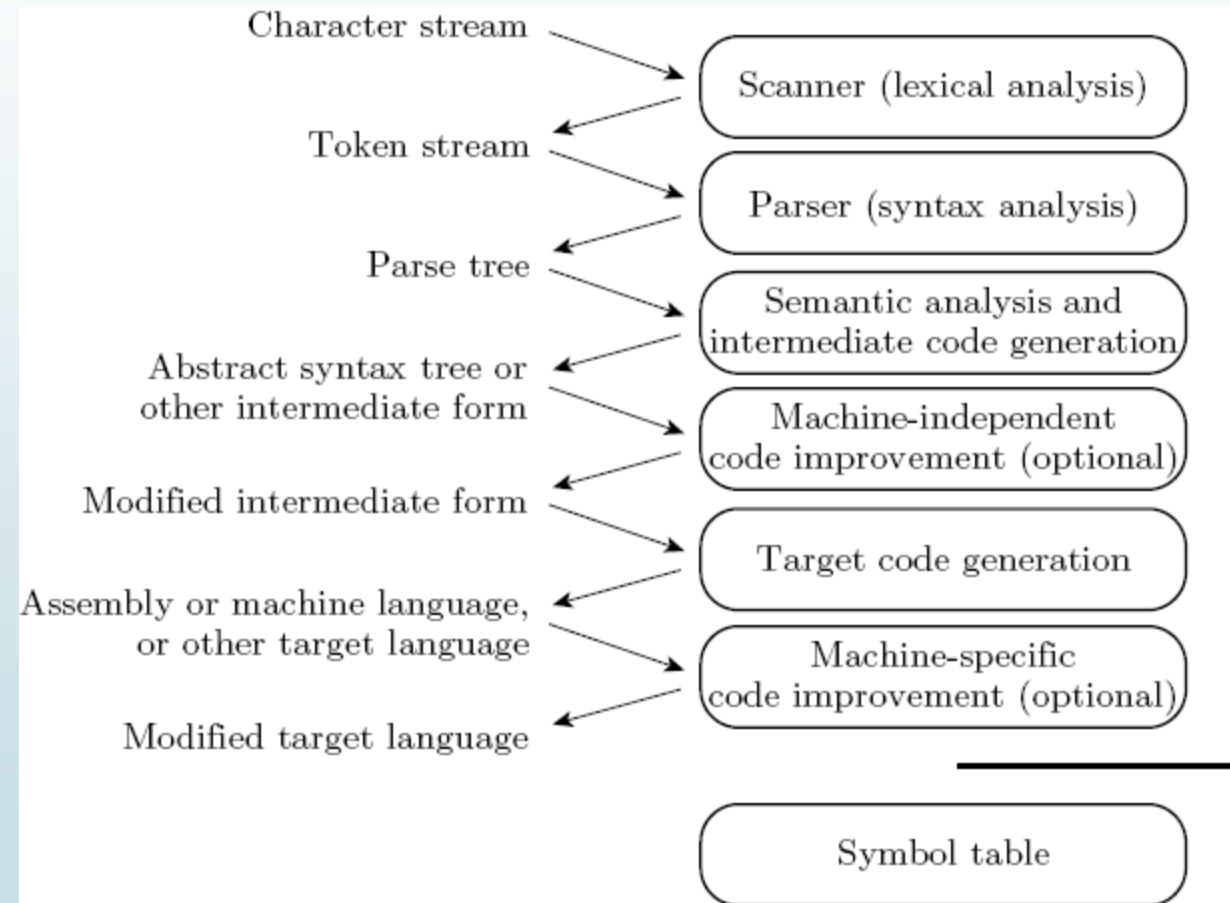 Character stream
Scanner (lexical analysis)
Token stream
Parser (syntax analysis)
Parse tree
Semantic analysis and
intermediate code generation
Abstract syntax tree or
other intermediate form
Machine-independent
code improvement (optional)
Modified intermediate form
Target code generation
Assembly or machine language,
or other target language
Machine-specific
code improvement (optional)
Modified target language
Symbol table